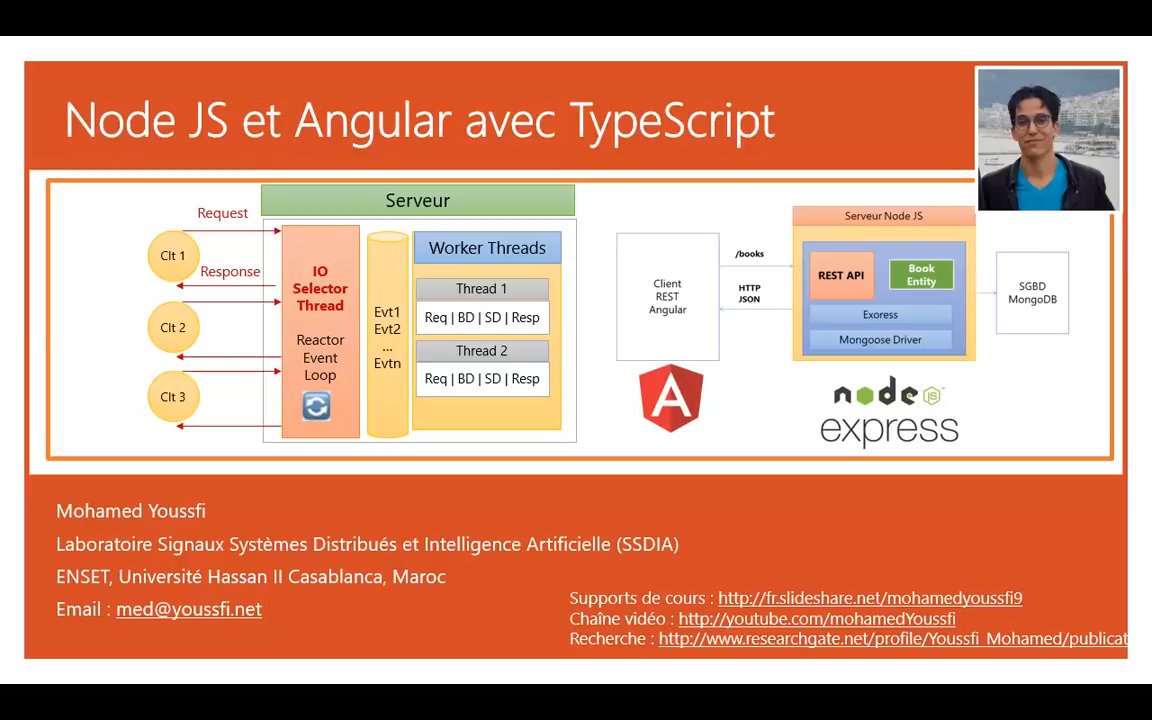 Node JS et Angular avec TypeScript
Serveur
Request
Clt 1
Response
Clt 2
Clt 3
IO
Selector
Thread
Reactor
Event
Loop
Evt1
Evt2
...
Evtn
Worker Threads
Thread 1
Req | BD | SD | Resp
Thread 2
Req | BD | SD | Resp
Client
REST
Angular
A
/books
HTTP
JSON
Serveur Node JS
REST API
Book
Entity
Exoress
Mongoose Driver
SGBD
MongoDB
node
JS
express
Mohamed Youssfi
Laboratoire Signaux Systèmes Distribués et Intelligence Artificielle (SSDIA)
ENSET, Université Hassan II Casablanca, Maroc
Email : med@youssfi.net
Supports de cours : http://fr.slideshare.net/mohamedyoussfi9
Chaîne vidéo : http://youtube.com/mohamedYoussfi
Recherche : http://www.researchgate.net/profile/Youssfi_Mohamed/publicat